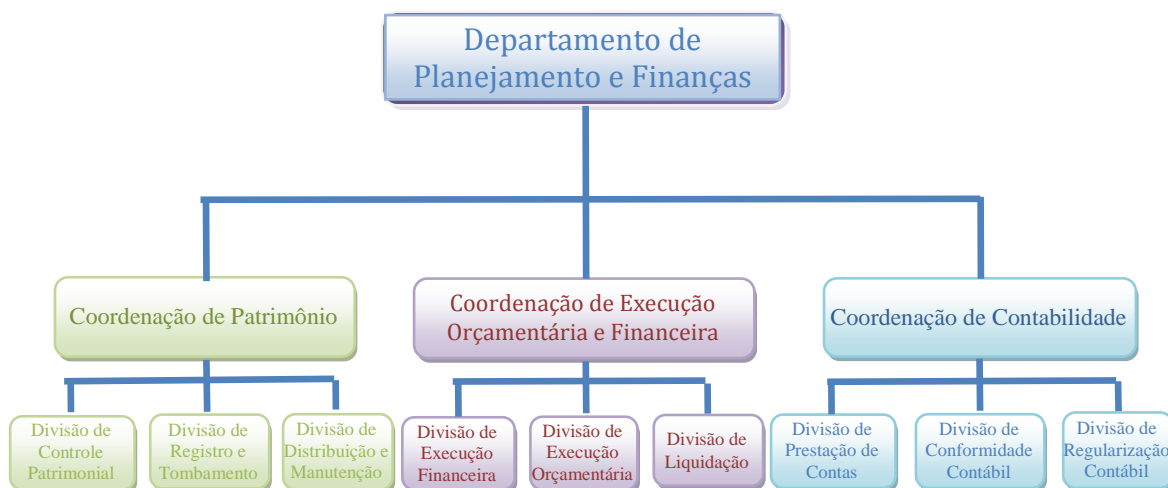 Departamento de
Planejamento e Finanças
Coordenação de Patrimônio
Coordenação de Execução
Orçamentária e Financeira
Coordenação de Contabilidade
Divisão de
Controle
Patrimonial
Divisão de
Registro e
Tombamento
Divisão de
Distribuição e
Manutenção
Divisão de
Execução
Financeira
Divisão de
Execução
Orçamentária
Divisão de
Liquidação
Divisão de
Prestação de
Contas
Divisão de
Conformidade
Contábil
Divisão de
Regularização
Contábil